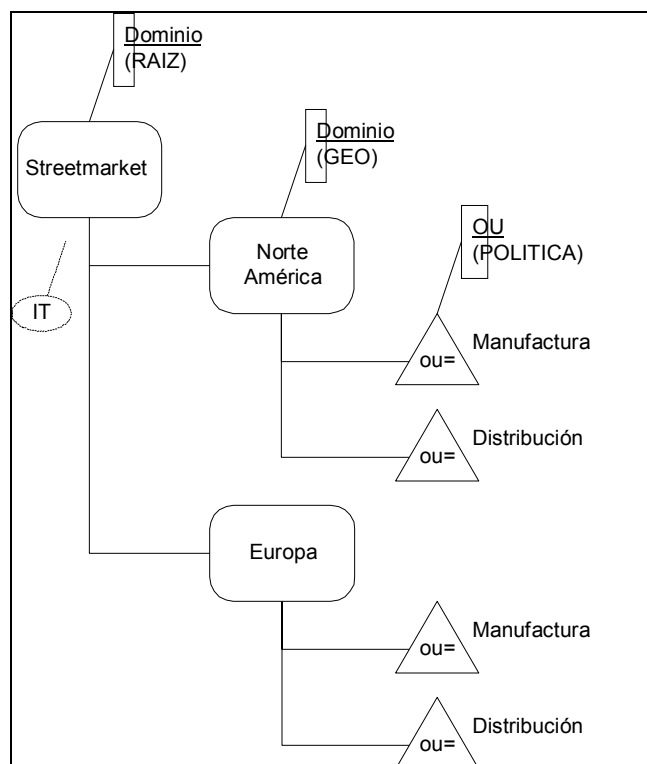 Dominio
(RAIZ)
Streetmarket
Dominio
(GEO)
Norte
América
OU
(POLITICA)
IT
Manufactura
ou=
Distribución
ou=
Europa
Manufactura
ou=
Distribución
ou=